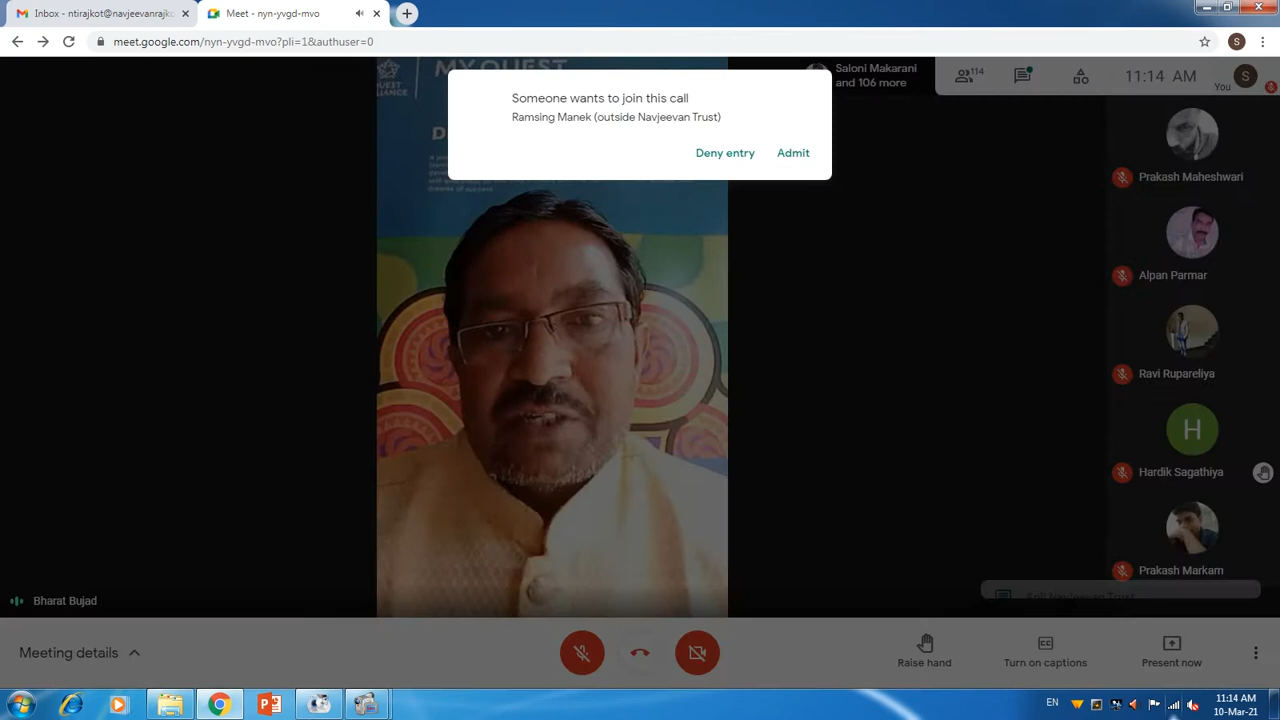 Inbox - ntirajkot@navjeevanrajko
Meet - nyn-yvgd-mvo
meet.google.com/nyn-yvgd-mvo?pli=1&authuser=0
S
MY QUEST
Someone wants to join this call
Ramsing Manek (outside Navjeevan Trust)
Deny entry
Admit
Saloni Makarani
and 106 more
114
11:14 AM
S
You
Prakash Maheshwari
Alpan Parmar
Ravi Rupareliya
H
Hardik Sagathiya
Prakash Markam
Bharat Bujad
Meeting details
Raise hand
Turn on captions
Present now
EN
11:14 AM
10-Mar-21